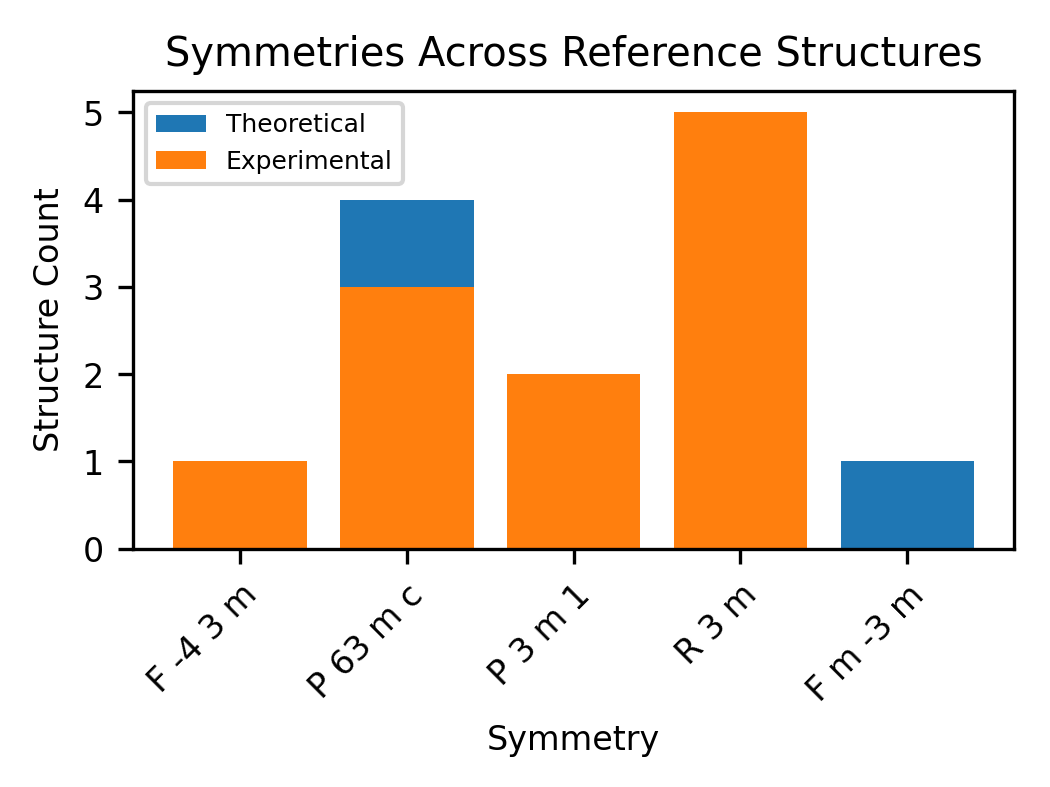 Symmetries Across Reference Structures
Theoretical
Experimental
Structure Count
5
4
3
2
1
0
F -4 3 m
P 63 m c
P 3 m 1
R 3 m
F m -3 m
Symmetry